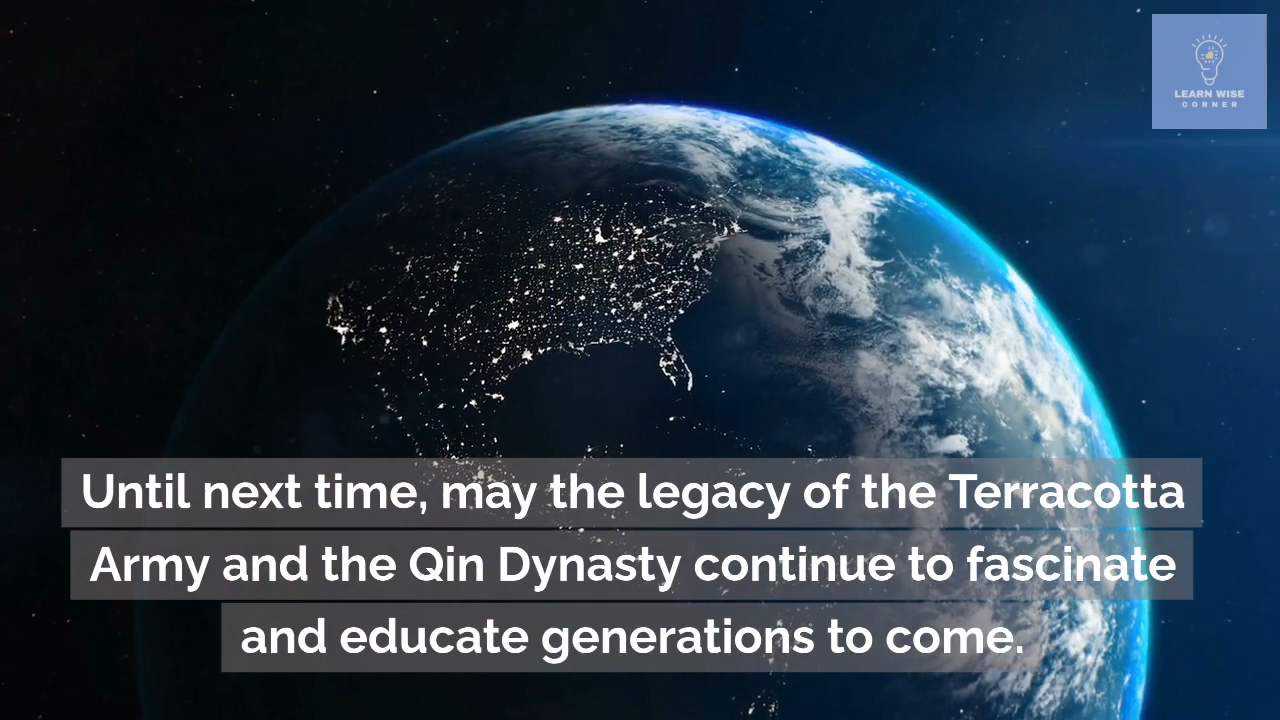 LEARN WISE
CORNER
Until next time, may the legacy of the Terracotta
Army and the Qin Dynasty continue to fascinate
and educate generations to come.